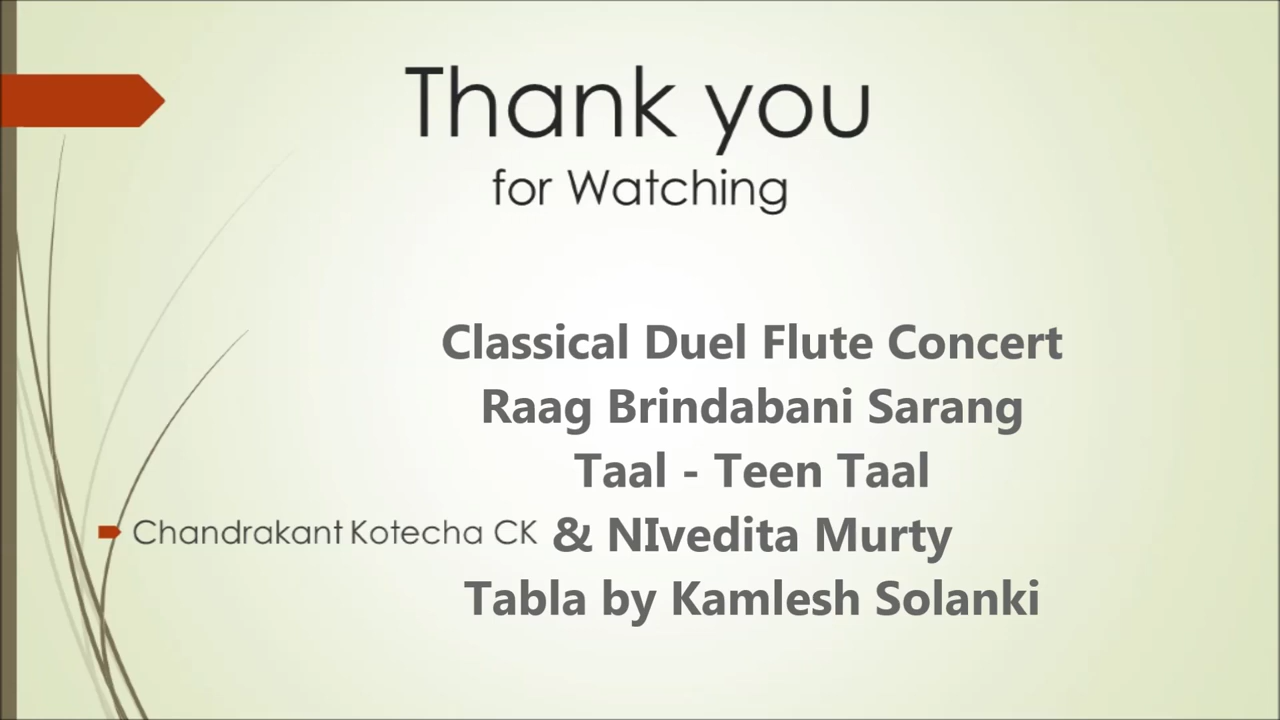 Thank you
for Watching
Classical Duel Flute Concert
Raag Brindabani Sarang
Taal - Teen Taal
Chandrakant Kotecha CK & NIvedita Murty
Tabla by Kamlesh Solanki